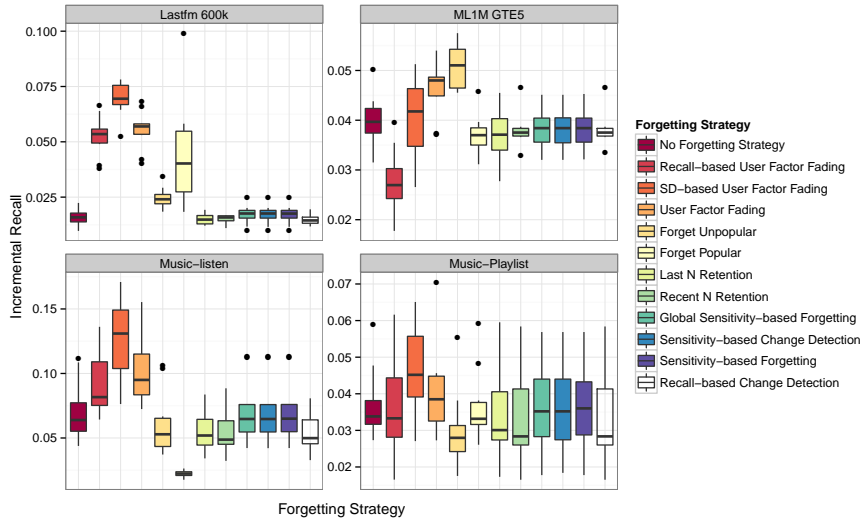 Lastfm 600k
ML1M GTE5
0.100
0.075
0.050
0.025
0.05
0.04
0.03
0.02
Music-listen
Music-Playlist
0.15
0.10
0.05
0.07
0.06
0.05
0.04
0.03
0.02
Incremental Recall
Forgetting Strategy
Forgetting Strategy
No Forgetting Strategy
Recall-based User Factor Fading
SD-based User Factor Fading
User Factor Fading
Forget Unpopular
Forget Popular
Last N Retention
Recent N Retention
Global Sensitivity-based Forgetting
Sensitivity-based Change Detection
Sensitivity-based Forgetting
Recall-based Change Detection